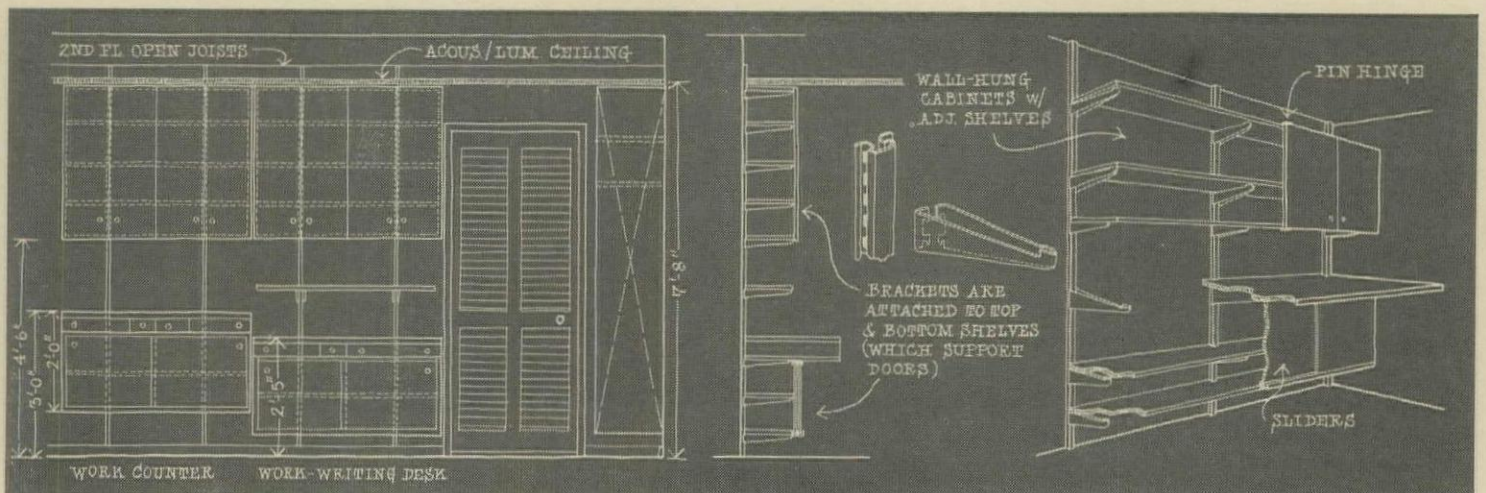 2ND FL OPEN JOISTS
ACOUS/LUM CEILING
7'-8"
4'-6"
3'-0"
2'0"
2'-5"
WORK COUNTER
WORK-WRITING DESK
WALL-HUNG
CABINETS W/
ADJ. SHELVES
BRACKETS ARE
ATTACHED TO TOP
& BOTTOM SHELVES
(WHICH SUPPORT
DOORS)
PIN HINGE
SLIDERS